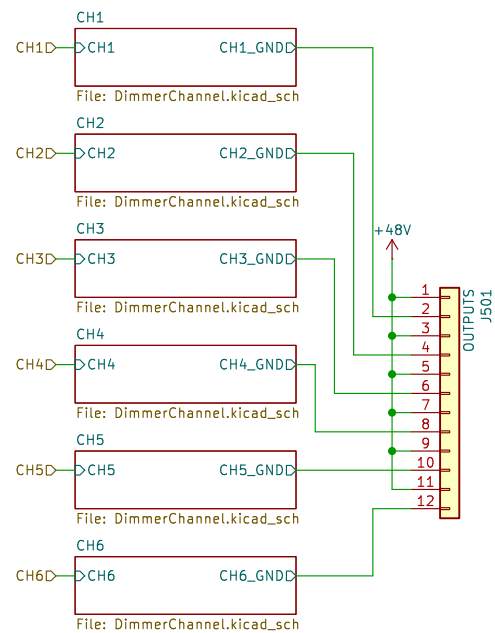 CH1
CH1 CH1 CH1_GND
File: DimmerChannel.kicad_sch
CH2
CH2 CH2 CH2_GND
File: DimmerChannel.kicad_sch
CH3
CH3 CH3 CH3_GND
File: DimmerChannel.kicad_sch
CH4
CH4 CH4 CH4_GND
File: DimmerChannel.kicad_sch
CH5
CH5 CH5 CH5_GND
File: DimmerChannel.kicad_sch
CH6
CH6 CH6 CH6_GND
File: DimmerChannel.kicad_sch
+48V
1
2
3
4
5
6
7
8
9
10
11
12
OUTPUTS
J501